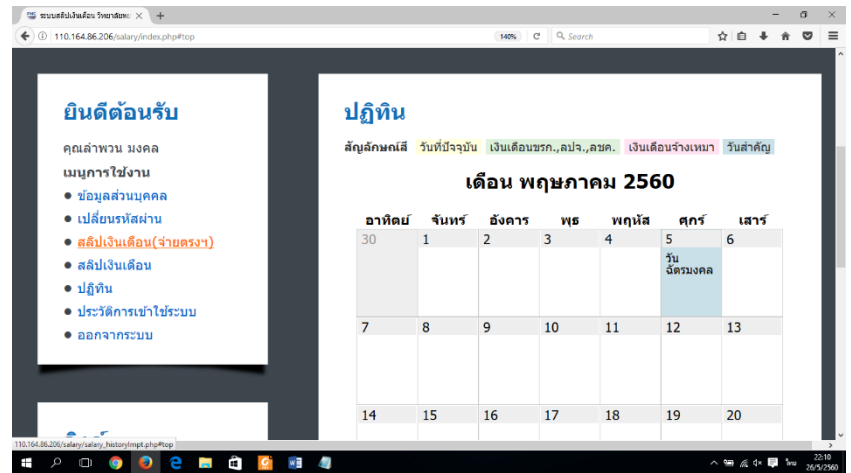 ระบบสลิปเงินเดือน วิทยาลัยพย
110.164.86.206/salary/index.php#top
140%
Search
ยินดีต้อนรับ
คุณลำพวน มงคล
เมนูการใช้งาน
ข้อมูลส่วนบุคคล
เปลี่ยนรหัสผ่าน
สลิปเงินเดือน(จ่ายตรงฯ)
สลิปเงินเดือน
ปฏิทิน
ประวัติการเข้าใช้ระบบ
ออกจากระบบ
ปฏิทิน
สัญลักษณ์สี วันที่ปัจจุบัน เงินเดือนขรก.,ลปจ.,ลชค. เงินเดือนจ้างเหมา วันสำคัญ
เดือน พฤษภาคม 2560
อาทิตย์ จันทร์ อังคาร พุธ พฤหัส ศุกร์ เสาร์
30 1 2 3 4 5 6
วัน
ฉัตรมงคล
7 8 9 10 11 12 13
14 15 16 17 18 19 20
110.164.86.206/salary/salary_historylmpt.php#top
ไทย
22:10
26/5/2560